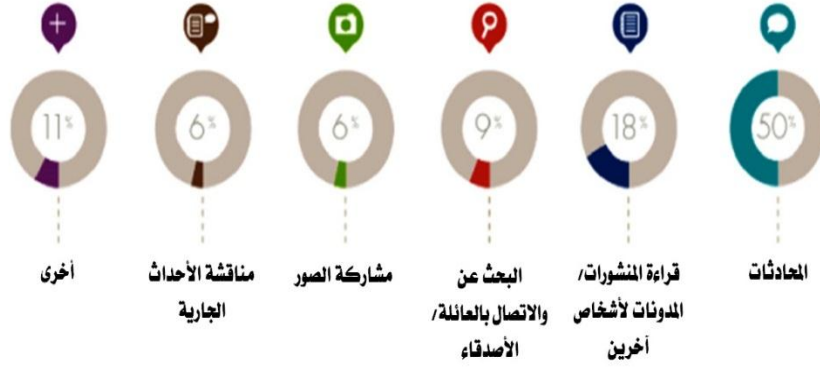 50%
18%
9%
6%
6%
11%
المحادثات
قراءة المنشورات/
المدونات لأشخاص
آخرين
البحث عن
والاتصال بالعائلة/
الأصدقاء
مشاركة الصور
مناقشة الأحداث
الجارية
أخرى